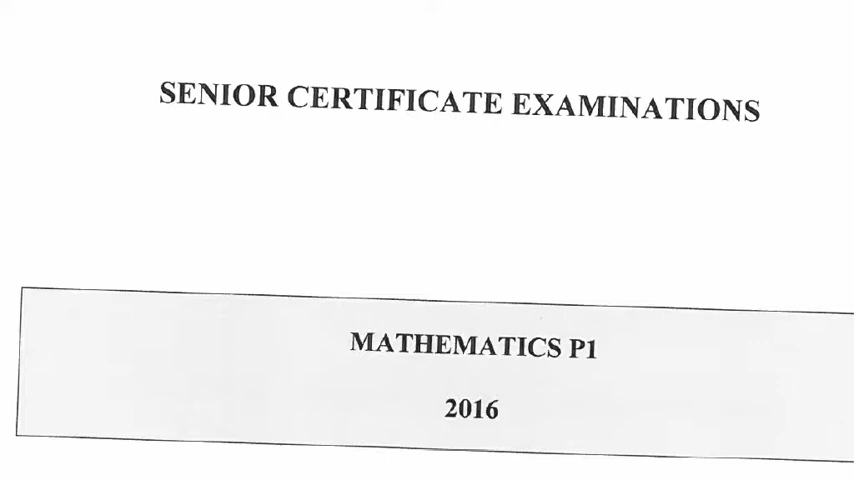 SENIOR CERTIFICATE EXAMINATIONS
MATHEMATICS P1
2016